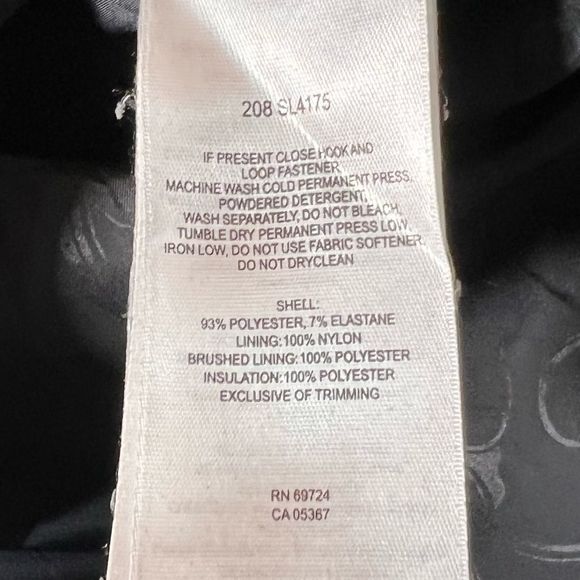 208 SL4175
IF PRESENT CLOSE HOOK AND
LOOP FASTENER
MACHINE WASH COLD PERMANENT PRESS.
POWDERED DETERGENT,
WASH SEPARATELY, DO NOT BLEACH,
TUMBLE DRY PERMANENT PRESS LOW,
IRON LOW, DO NOT USE FABRIC SOFTENER.
DO NOT DRYCLEAN
SHELL:
93% POLYESTER, 7% ELASTANE
LINING:100% NYLON
BRUSHED LINING:100% POLYESTER
INSULATION:100% POLYESTER
EXCLUSIVE OF TRIMMING
RN 69724
CA 05367